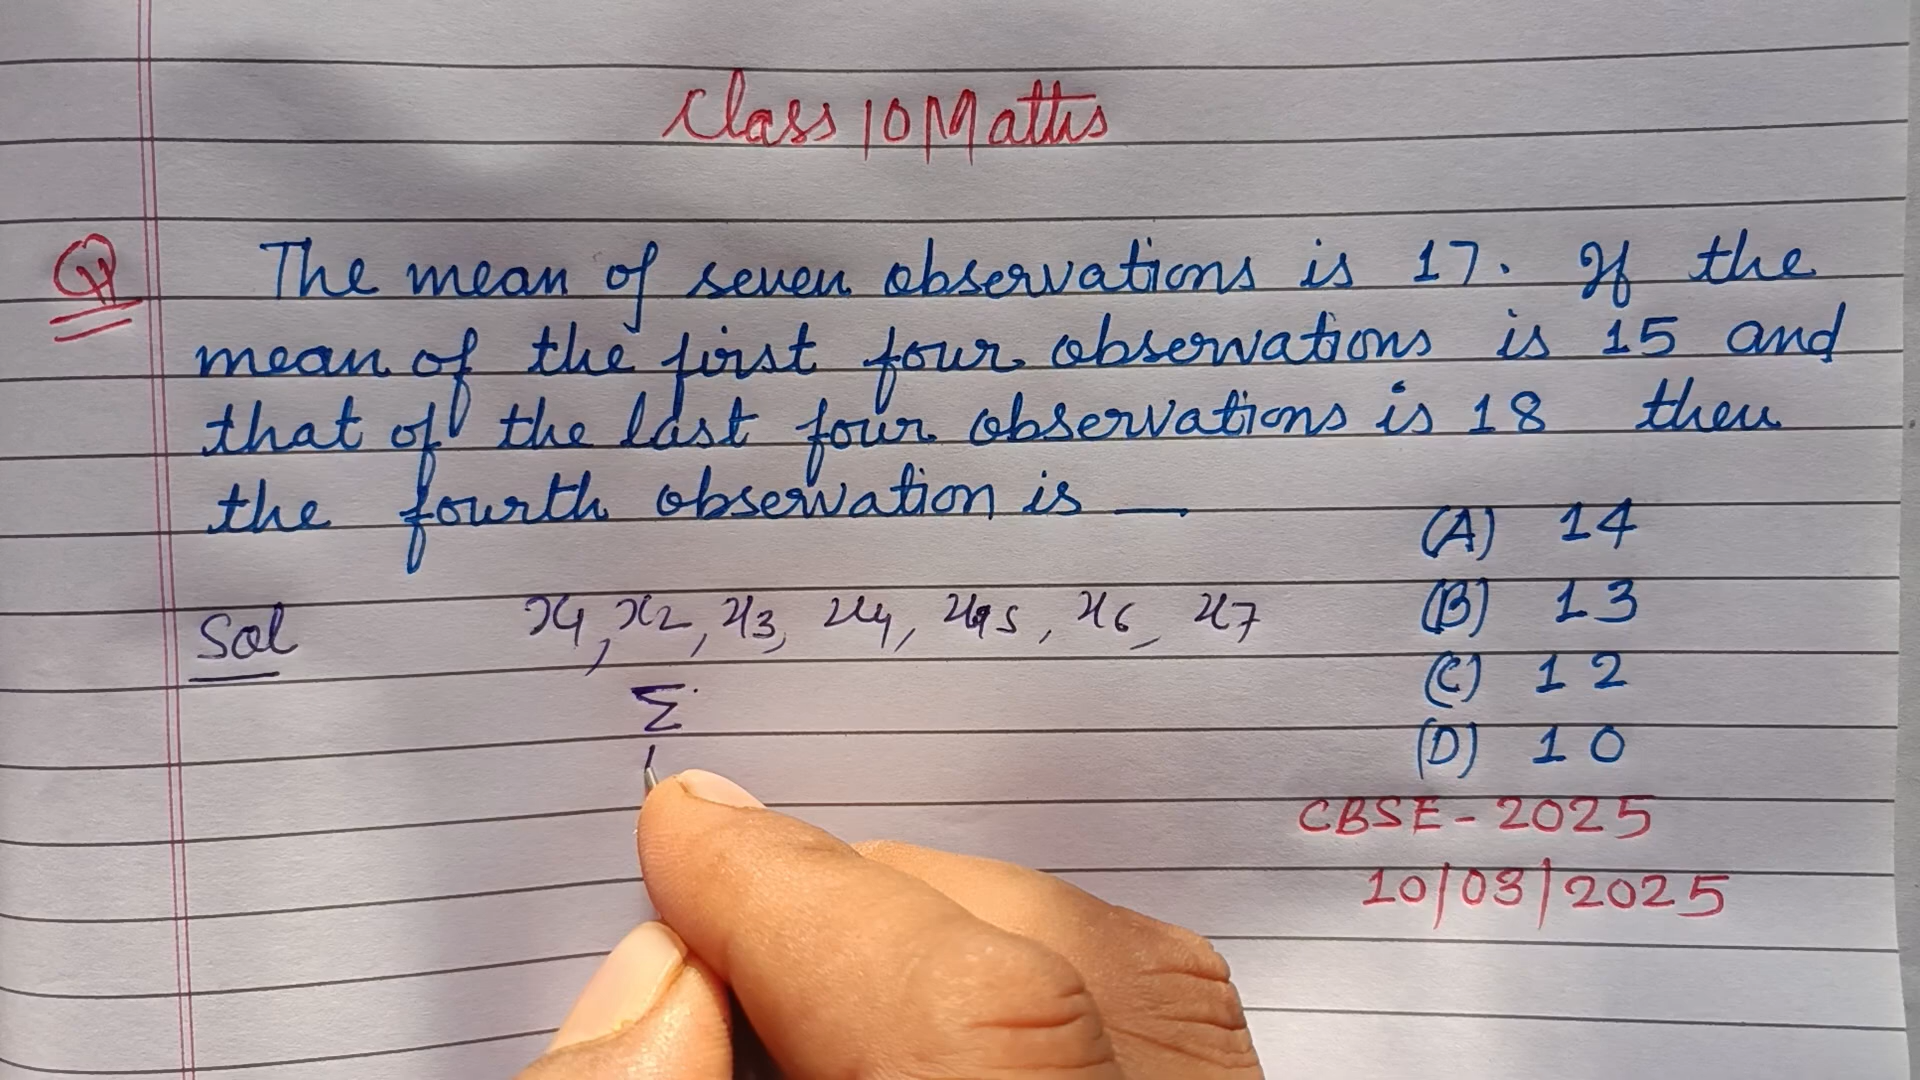 Class 10 Maths
Q The mean of seven observations is 17. If the
mean of the first four observations is 15 and
that of the last four observations is 18 then
the fourth observation is —
(A) 14
(B) 13
(C) 12
(D) 10
Sol x1, x2, x3, x4, x5, x6, x7
Σ
CBSE - 2025
10/03/2025